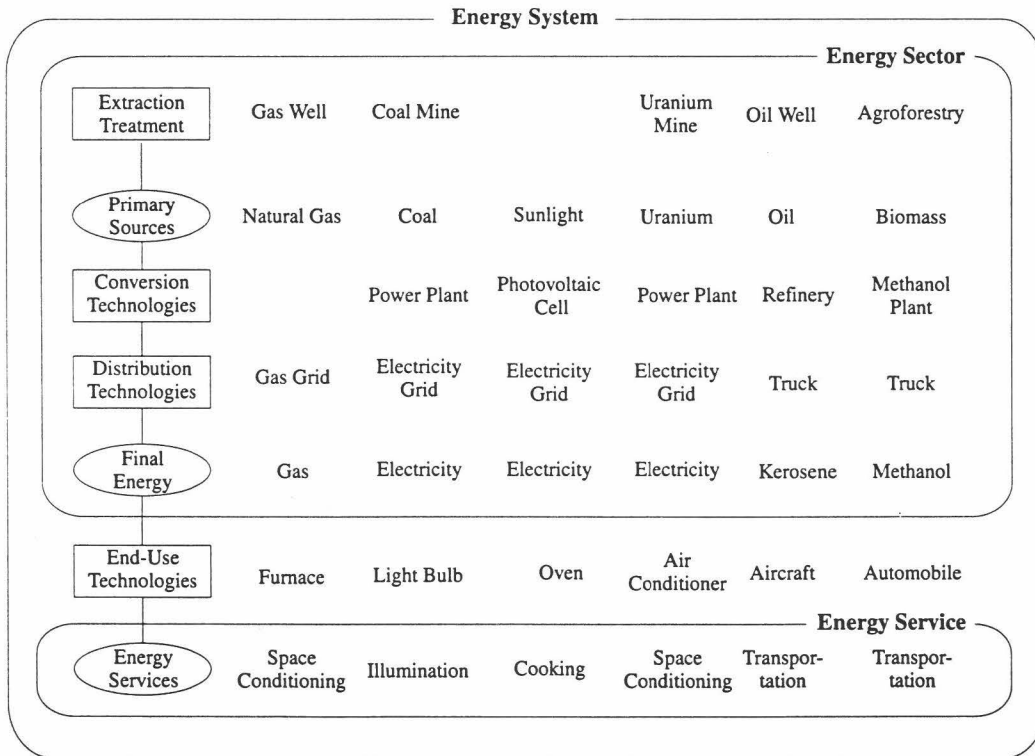 Energy System
Energy Sector
Extraction
Treatment
Gas Well
Coal Mine
Uranium
Mine
Oil Well
Agroforestry
Primary
Sources
Natural Gas
Coal
Sunlight
Uranium
Oil
Biomass
Conversion
Technologies
Power Plant
Photovoltaic
Cell
Power Plant
Refinery
Methanol
Plant
Distribution
Technologies
Gas Grid
Electricity
Grid
Electricity
Grid
Electricity
Grid
Truck
Truck
Final
Energy
Gas
Electricity
Electricity
Electricity
Kerosene
Methanol
End-Use
Technologies
Furnace
Light Bulb
Oven
Air
Conditioner
Aircraft
Automobile
Energy Service
Energy
Services
Space
Conditioning
Illumination
Cooking
Space
Conditioning
Transpor-
tation
Transpor-
tation